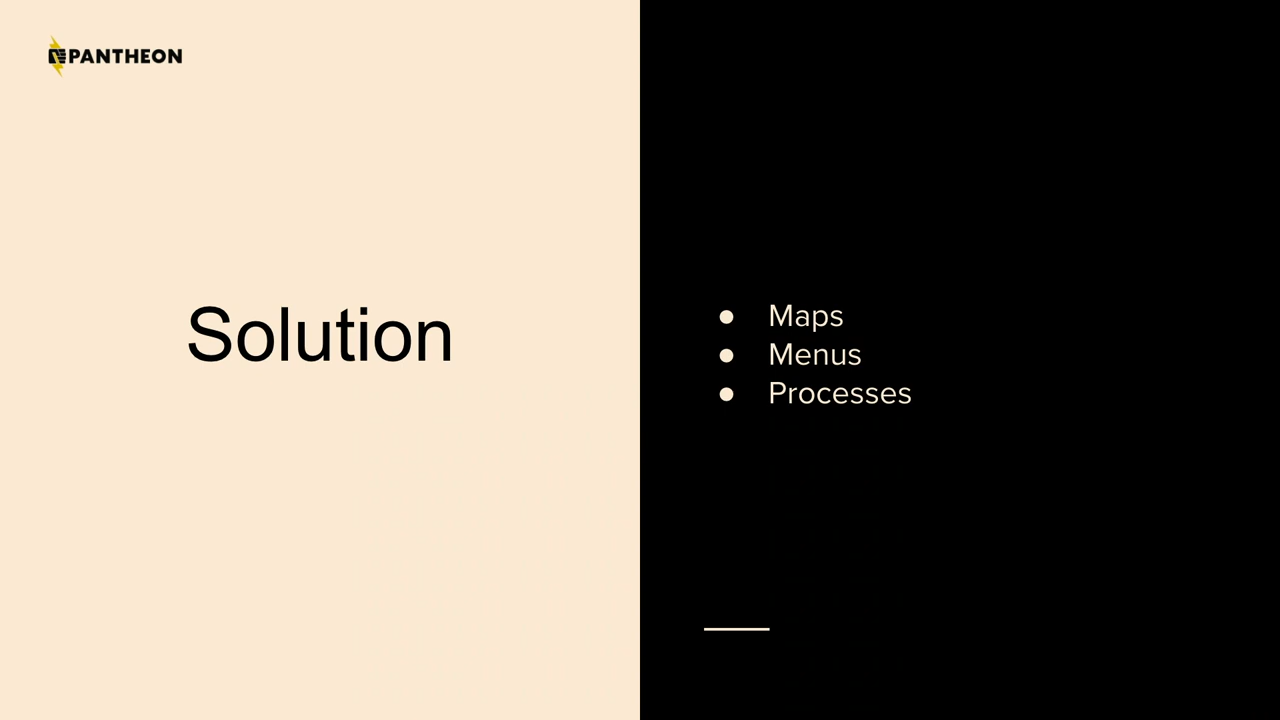 PANTHEON
Solution
● Maps
● Menus
● Processes